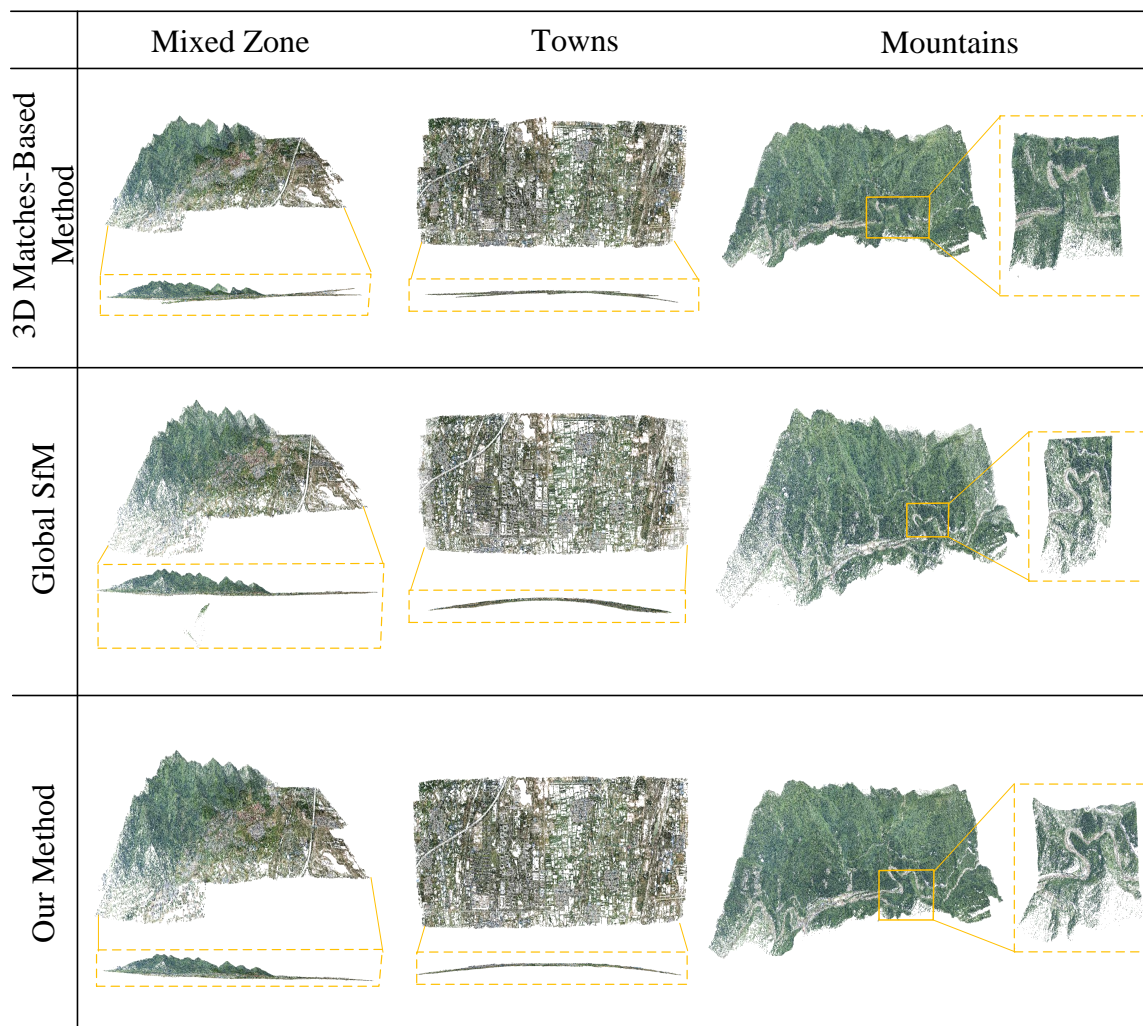 Mixed Zone
Towns
Mountains
3D Matches-Based
Method
Global SfM
Our Method